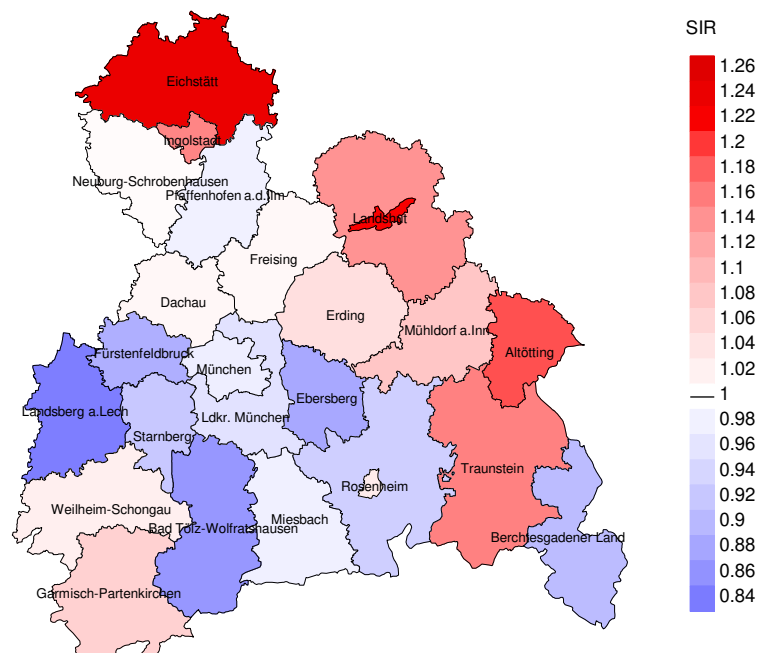 SIR
1.26
1.24
1.22
1.2
1.18
1.16
1.14
1.12
1.1
1.08
1.06
1.04
1.02
1
0.98
0.96
0.94
0.92
0.9
0.88
0.86
0.84
Eichstätt
Ingolstadt
Neuburg-Schrobenhausen
Pfaffenhofen a.d.Ilm
Landshut
Freising
Dachau
Erding
Mühldorf a.Inn
Altötting
Fürstenfeldbruck
München
Ebersberg
Landsberg a.Lech
Ldkr. München
Starnberg
Traunstein
Rosenheim
Weilheim-Schongau
Miesbach
Bad Tölz-Wolfratshausen
Berchtesgadener Land
Garmisch-Partenkirchen